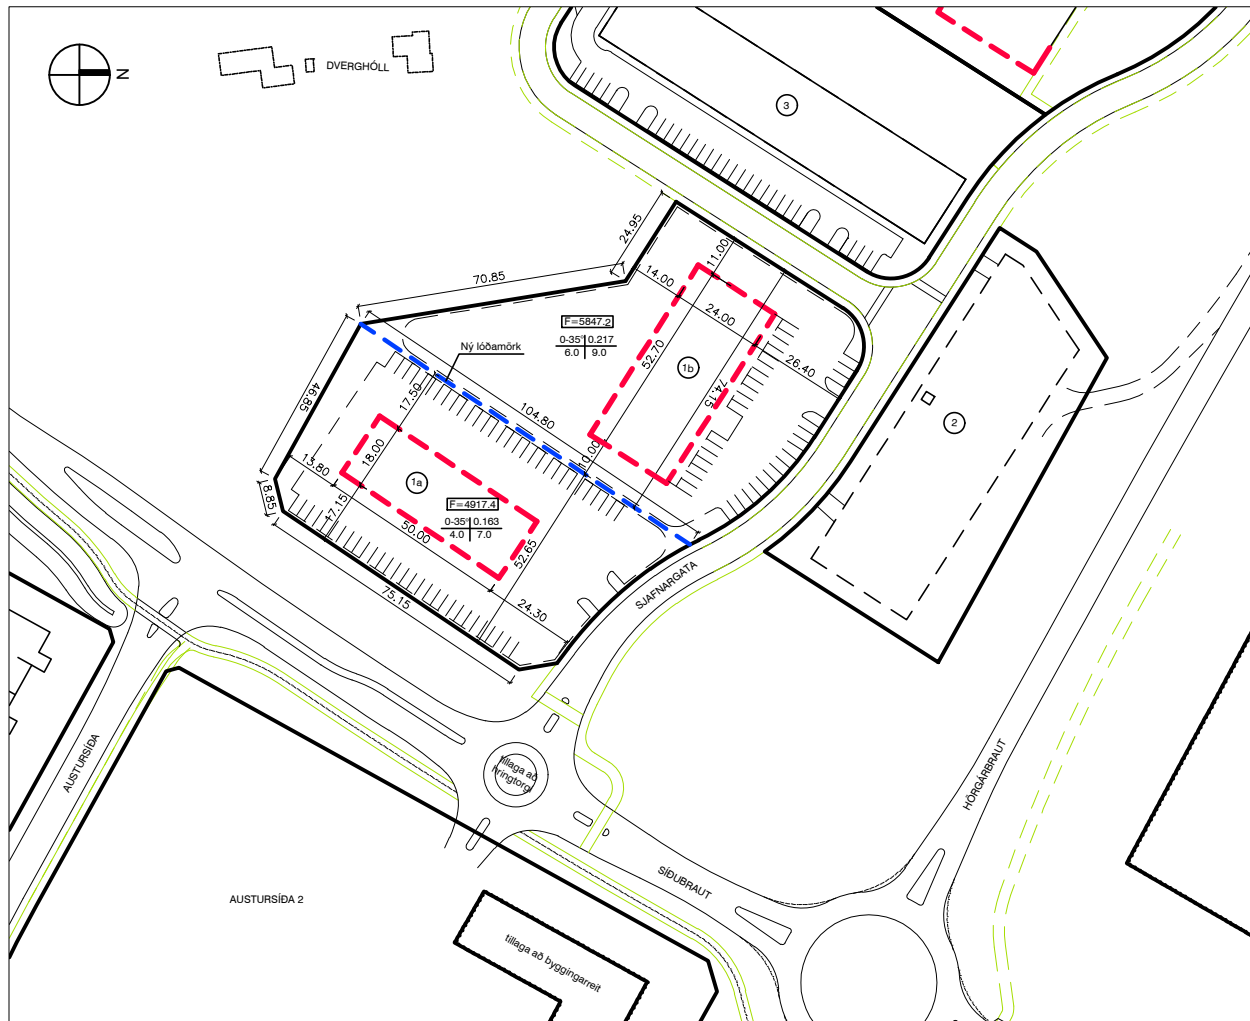 N
DVERGHÓLL
3
24.95
11.00
70.85
14.00
24.00
F=5847.2
0-35° 0.217
6.0 9.0
Ný lóðamörk
52.70
1b
26.40
74.15
46.85
17.50
104.80
2
10.00
18.00
13.80
1a
8.85
F=4917.4
0-35° 0.163
4.0 7.0
17.15
50.00
52.65
75.15
24.30
SJAFNARGATA
AUSTURSÍÐA
tillaga að
hringtorgi
HÖRGÁRBRAUT
SÍÐUBRAUT
AUSTURSÍÐA 2
tillaga að byggingarreit